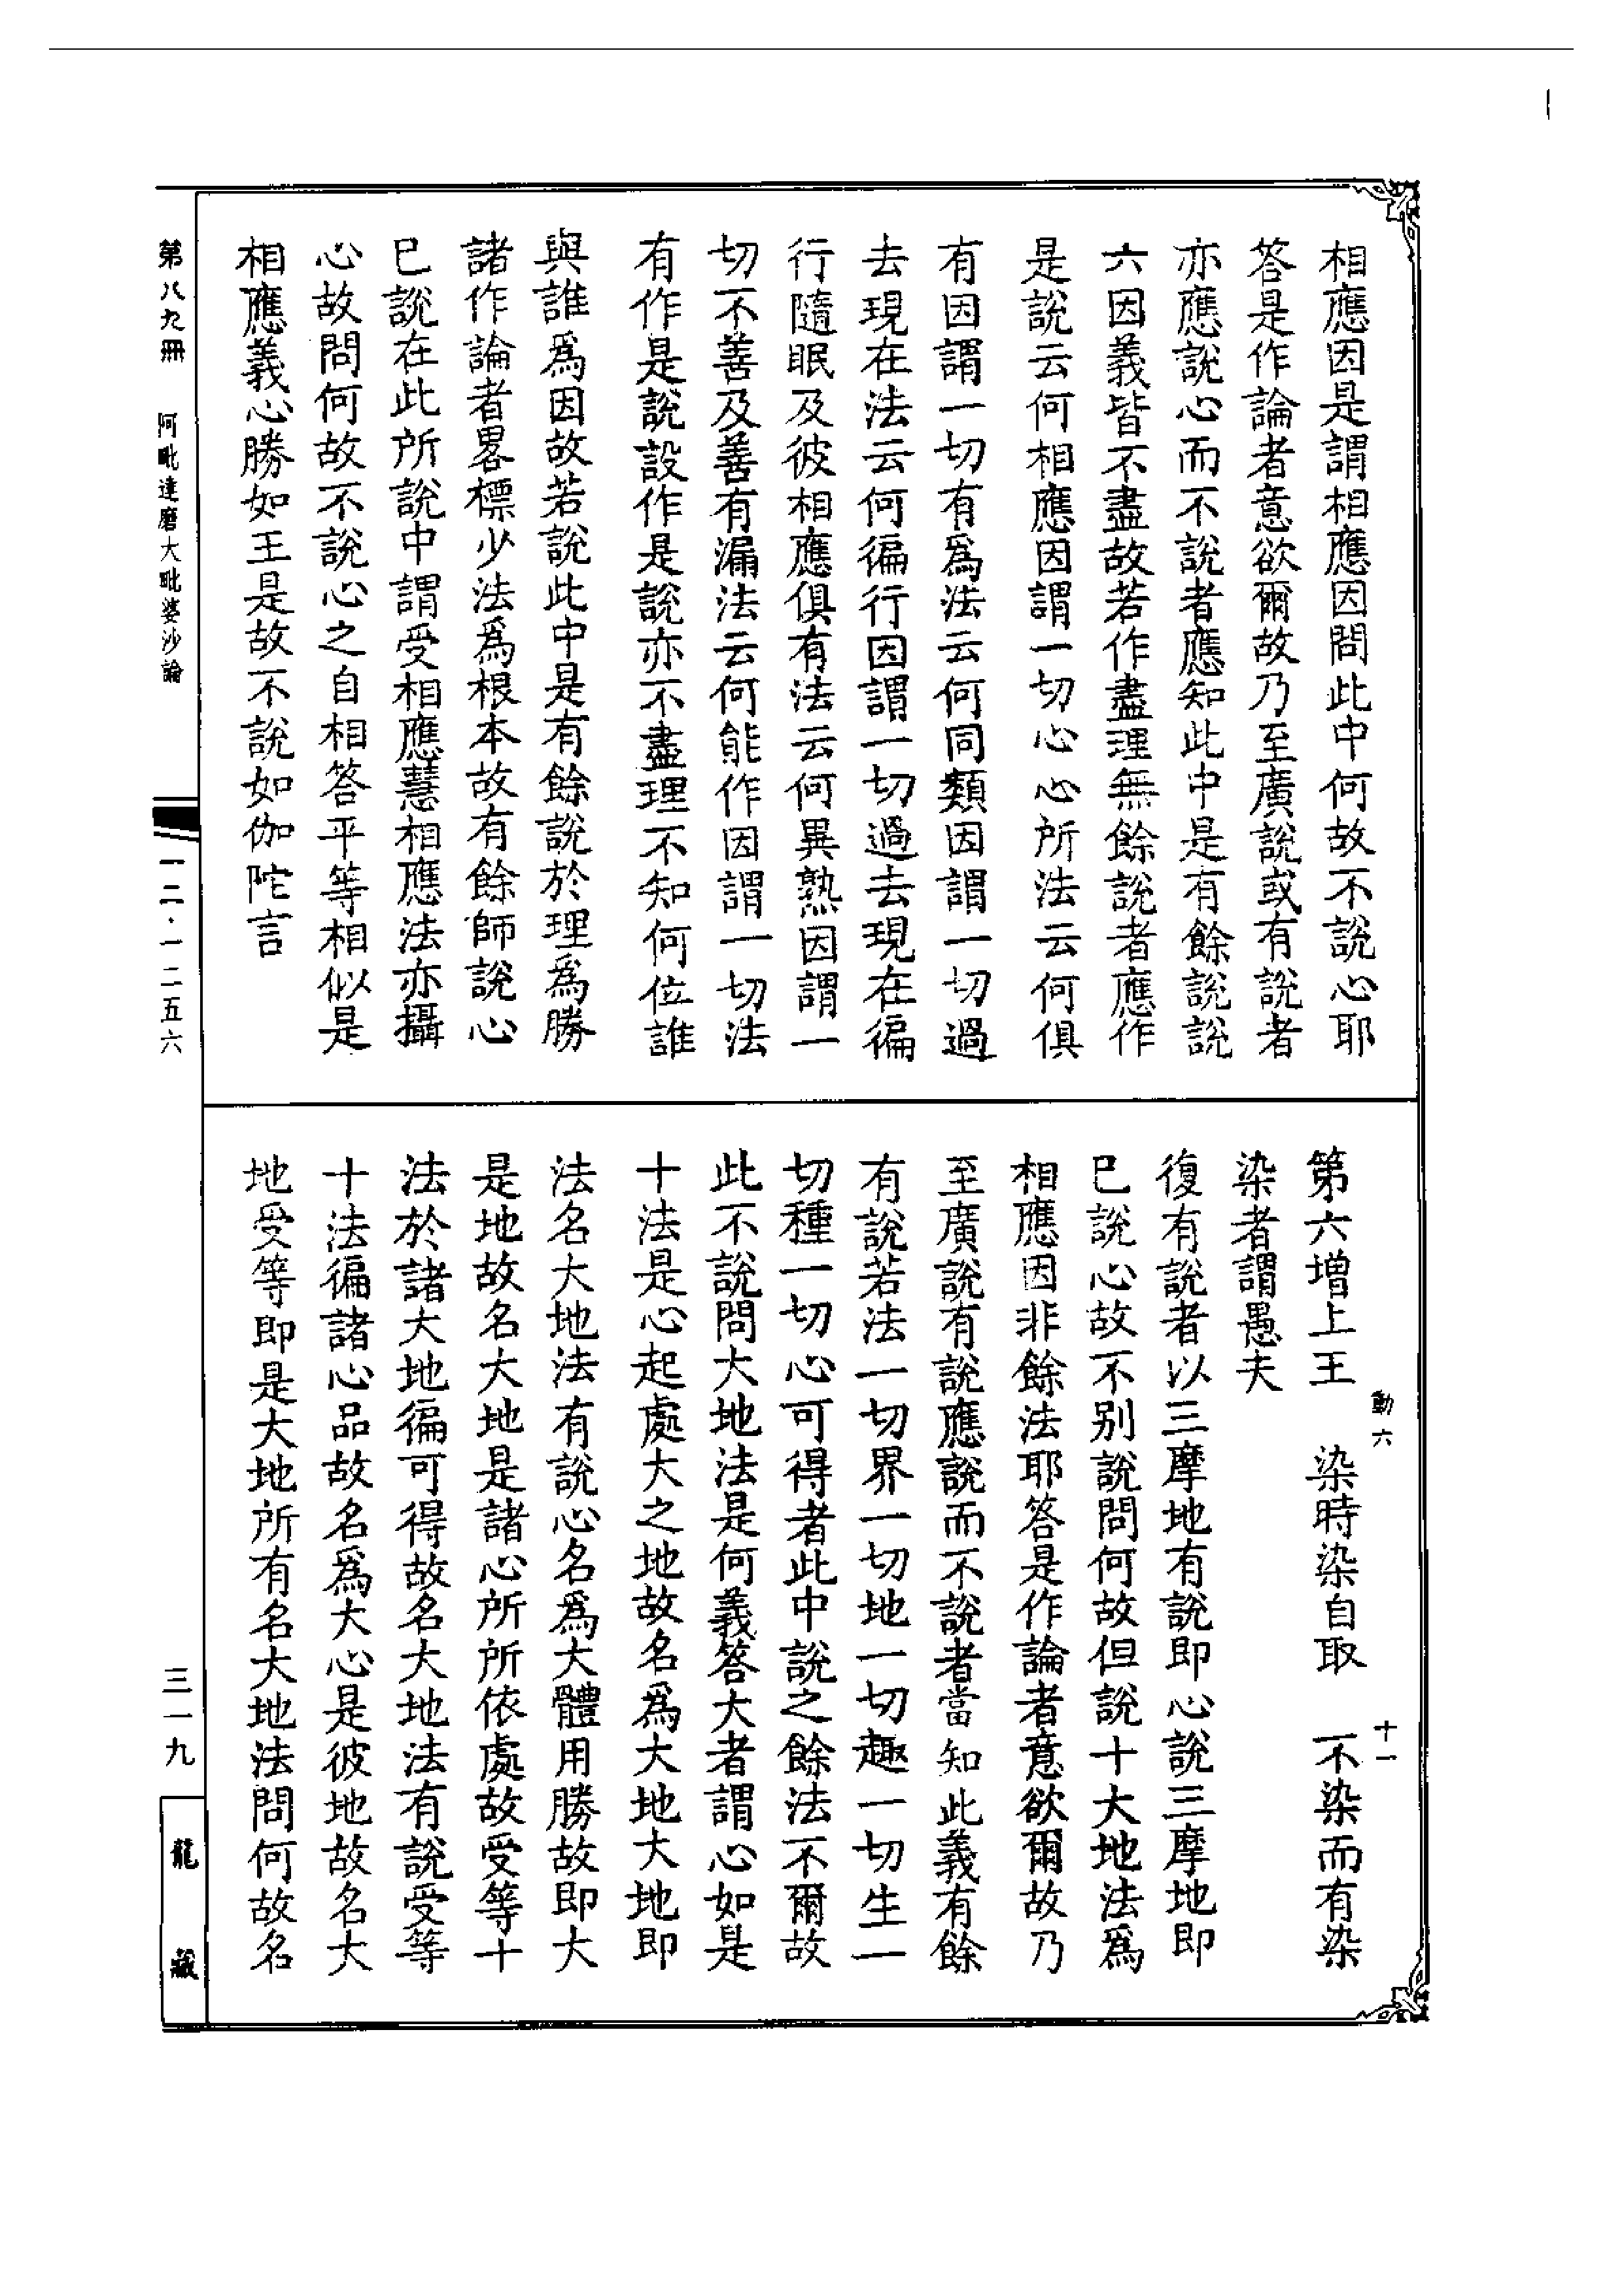 相應因是謂相應因問此中何故不說心耶
答是作論者意欲爾故乃至廣說或有說者
亦應說心而不說者應知此中是有餘說說
六因義皆不盡故若作盡理無餘說者應作
是說云何相應因謂一切心心所法云何俱
有因謂一切有爲法云何同類因謂一切過
去現在法云何徧行因謂一切過去現在徧
行隨眠及彼相應俱有法云何異熟因謂一
切不善及善有漏法云何能作因謂一切法
有作是說設作是說亦不盡理不知何位誰
與誰爲因故若說此中是有餘說於理爲勝
諸作論者畧標少法爲根本故有餘師說心
巳說在此所說中謂受相應慧相應法亦攝
心故問何故不說心之自相答平等相似是
相應義心勝如王是故不說如伽陀言
第六增上王 染時染自取 不染而有染
染者謂愚夫
復有說者以三摩地有說即心說三摩地即
巳說心故不别說問何故但說十大地法爲
相應因非餘法耶答是作論者意欲爾故乃
至廣說有說應說而不說者當知此義有餘
有說若法一切界一切地一切趣一切生一
切種一切心可得者此中說之餘法不爾故
此不說問大地法是何義答大者謂心如是
十法是心起處大之地故名爲大地大地即
法名大地法有說心名爲大體用勝故即大
是地故名大地是諸心所所依處故受等十
法於諸大地徧可得故名大地法有說受等
十法徧諸心品故名爲大心是彼地故名大
地受等即是大地所有名大地法問何故名
動六
十一
第八九冊 阿毗達磨大毗婆沙論
一二·一二五六
三一九
龍藏